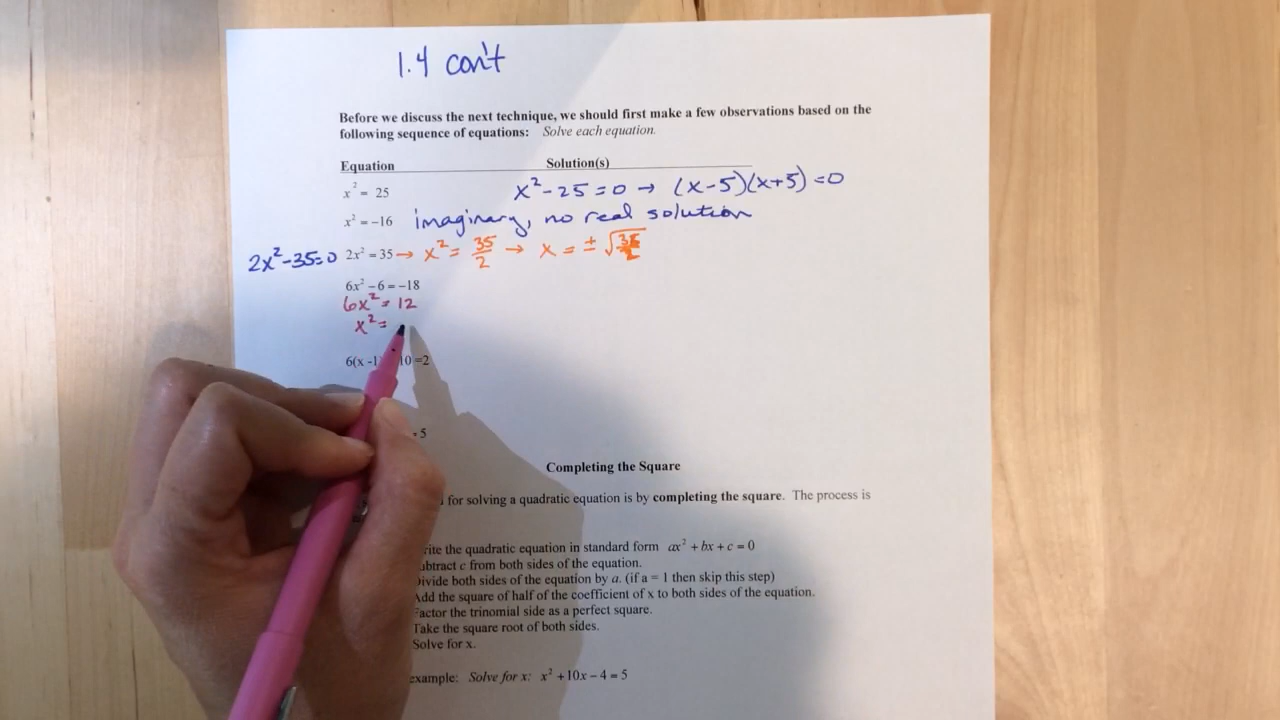 1.4 con't
Before we discuss the next technique, we should first make a few observations based on the
following sequence of equations: Solve each equation.
Equation Solution(s)
x² = 25 x²-25=0 → (x-5)(x+5)=0
x² = -16 imaginary, no real solution
2x²-35=0 2x² = 35 → x² = 35/2 → x = ±√
6x² - 6 = -18
6x² = 12
x² =
6(x -1 10 =2
= 5
Completing the Square
for solving a quadratic equation is by completing the square. The process is
rite the quadratic equation in standard form ax² + bx + c = 0
ubtract c from both sides of the equation.
ivide both sides of the equation by a. (if a = 1 then skip this step)
Add the square of half of the coefficient of x to both sides of the equation.
Factor the trinomial side as a perfect square.
Take the square root of both sides.
Solve for x.
example: Solve for x: x² +10x – 4 = 5